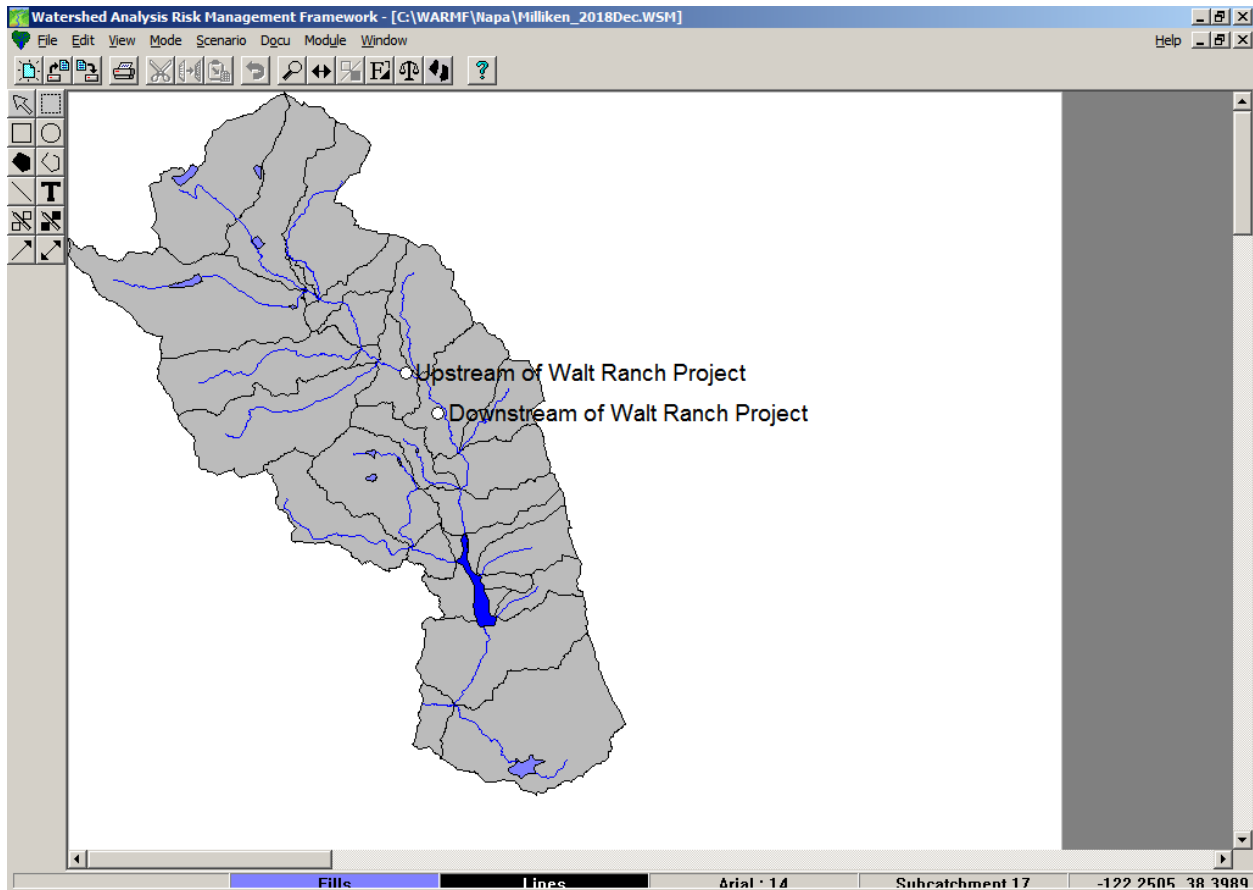 Watershed Analysis Risk Management Framework - [C:\WARMF\Napa\Milliken_2018Dec.WSM]
File Edit View Mode Scenario Docu Module Window Help
F
T
Upstream of Walt Ranch Project
Downstream of Walt Ranch Project
Fills Lines Arial : 14 Subcatchment 17 -122.2505, 38.3989